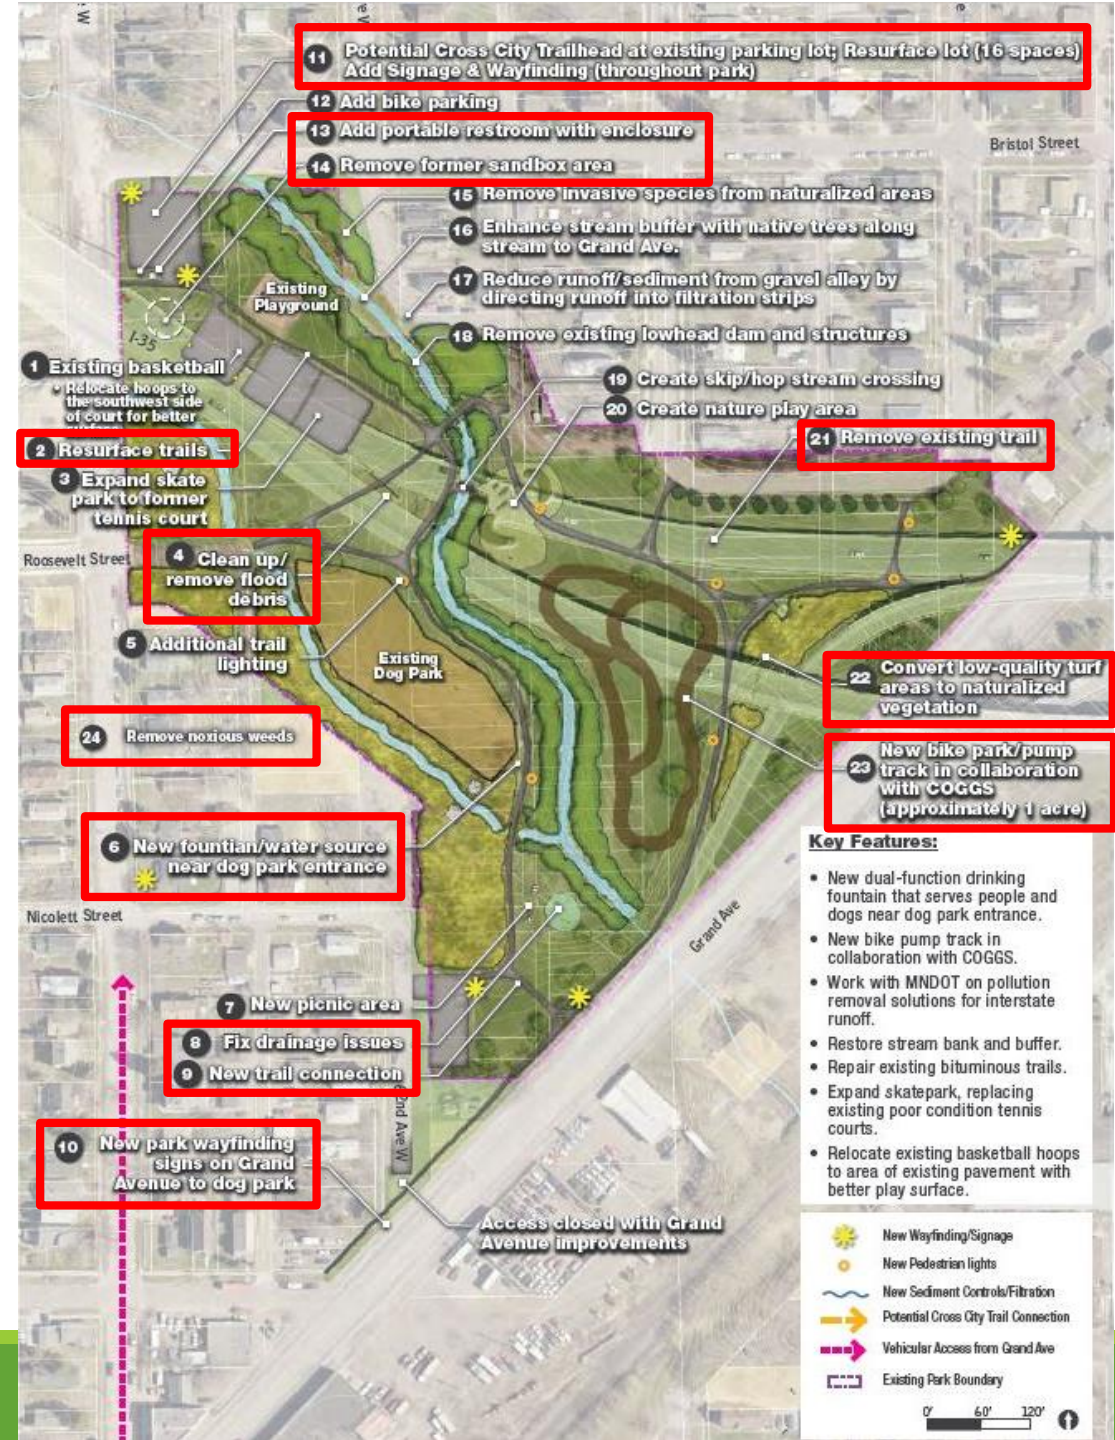 11 Potential Cross City Trailhead at existing parking lot; Resurface lot (16 spaces)
Add Signage & Wayfinding (throughout park)
12 Add bike parking
13 Add portable restroom with enclosure
14 Remove former sandbox area
Bristol Street
15 Remove invasive species from naturalized areas
16 Enhance stream buffer with native trees along
stream to Grand Ave.
17 Reduce runoff/sediment from gravel alley by
directing runoff into filtration strips
18 Remove existing lowhead dam and structures
19 Create skip/hop stream crossing
20 Create nature play area
21 Remove existing trail
Existing
Playground
I-35
1 Existing basketball
• Relocate hoops to
the southwest side
of court for better
2 Resurface trails
3 Expand skate
park to former
tennis court
Roosevelt Street
4 Clean up/
remove flood
debris
5 Additional trail
lighting
Existing
Dog Park
22 Convert low-quality turf
areas to naturalized
vegetation
24 Remove noxious weeds
23 New bike park/pump
track in collaboration
with COGGS
(approximately 1 acre)
6 New fountian/water source
near dog park entrance
Nicolett Street
Grand Ave
7 New picnic area
8 Fix drainage issues
9 New trail connection
62nd Ave W
10 New park wayfinding
signs on Grand
Avenue to dog park
Access closed with Grand
Avenue improvements
Key Features:
• New dual-function drinking
fountain that serves people and
dogs near dog park entrance.
• New bike pump track in
collaboration with COGGS.
• Work with MNDOT on pollution
removal solutions for interstate
runoff.
• Restore stream bank and buffer.
• Repair existing bituminous trails.
• Expand skatepark, replacing
existing poor condition tennis
courts.
• Relocate existing basketball hoops
to area of existing pavement with
better play surface.
New Wayfinding/Signage
New Pedestrian lights
New Sediment Controls/Filtration
Potential Cross City Trail Connection
Vehicular Access from Grand Ave
Existing Park Boundary
0' 60' 120'